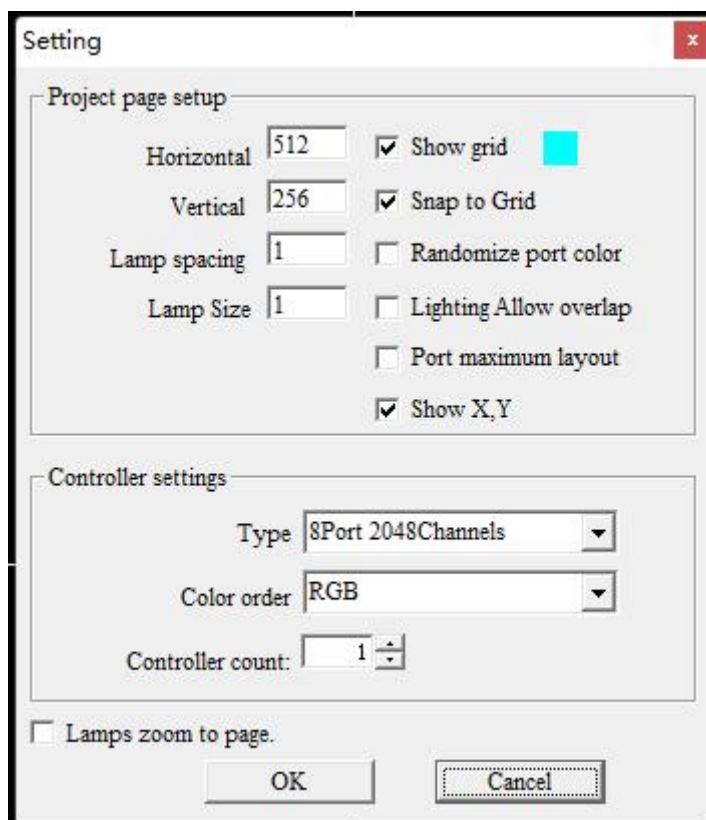 Setting
x
Project page setup
Horizontal 512 Show grid
Vertical 256 Snap to Grid
Lamp spacing 1 Randomize port color
Lamp Size 1 Lighting Allow overlap
Port maximum layout
Show X,Y
Controller settings
Type 8Port 2048Channels
Color order RGB
Controller count: 1
Lamps zoom to page.
OK Cancel